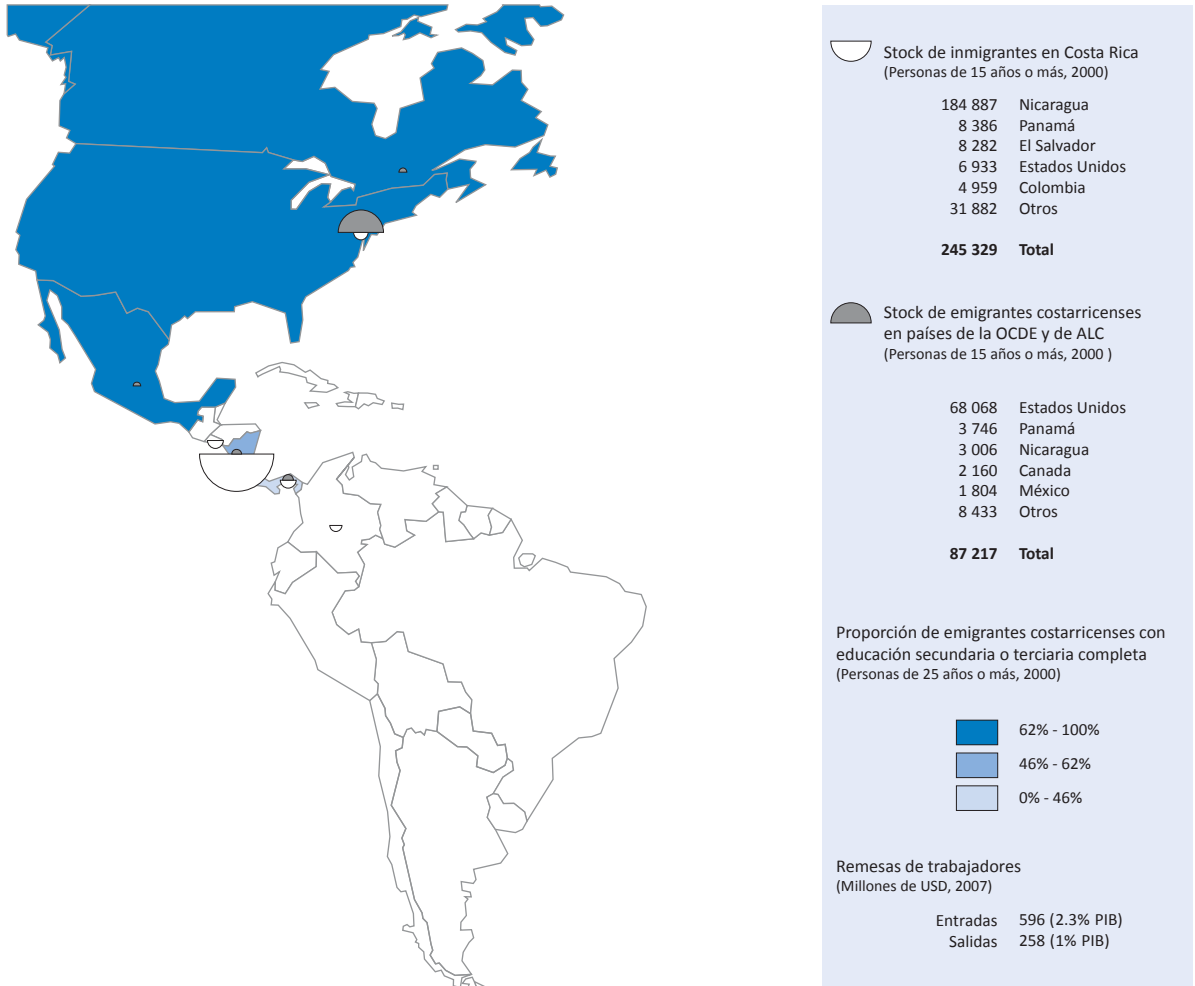 Stock de inmigrantes en Costa Rica
(Personas de 15 años o más, 2000)
184 887 Nicaragua
8 386 Panamá
8 282 El Salvador
6 933 Estados Unidos
4 959 Colombia
31 882 Otros
245 329 Total
Stock de emigrantes costarricenses
en países de la OCDE y de ALC
(Personas de 15 años o más, 2000 )
68 068 Estados Unidos
3 746 Panamá
3 006 Nicaragua
2 160 Canada
1 804 México
8 433 Otros
87 217 Total
Proporción de emigrantes costarricenses con
educación secundaria o terciaria completa
(Personas de 25 años o más, 2000)
62% - 100%
46% - 62%
0% - 46%
Remesas de trabajadores
(Millones de USD, 2007)
Entradas 596 (2.3% PIB)
Salidas 258 (1% PIB)